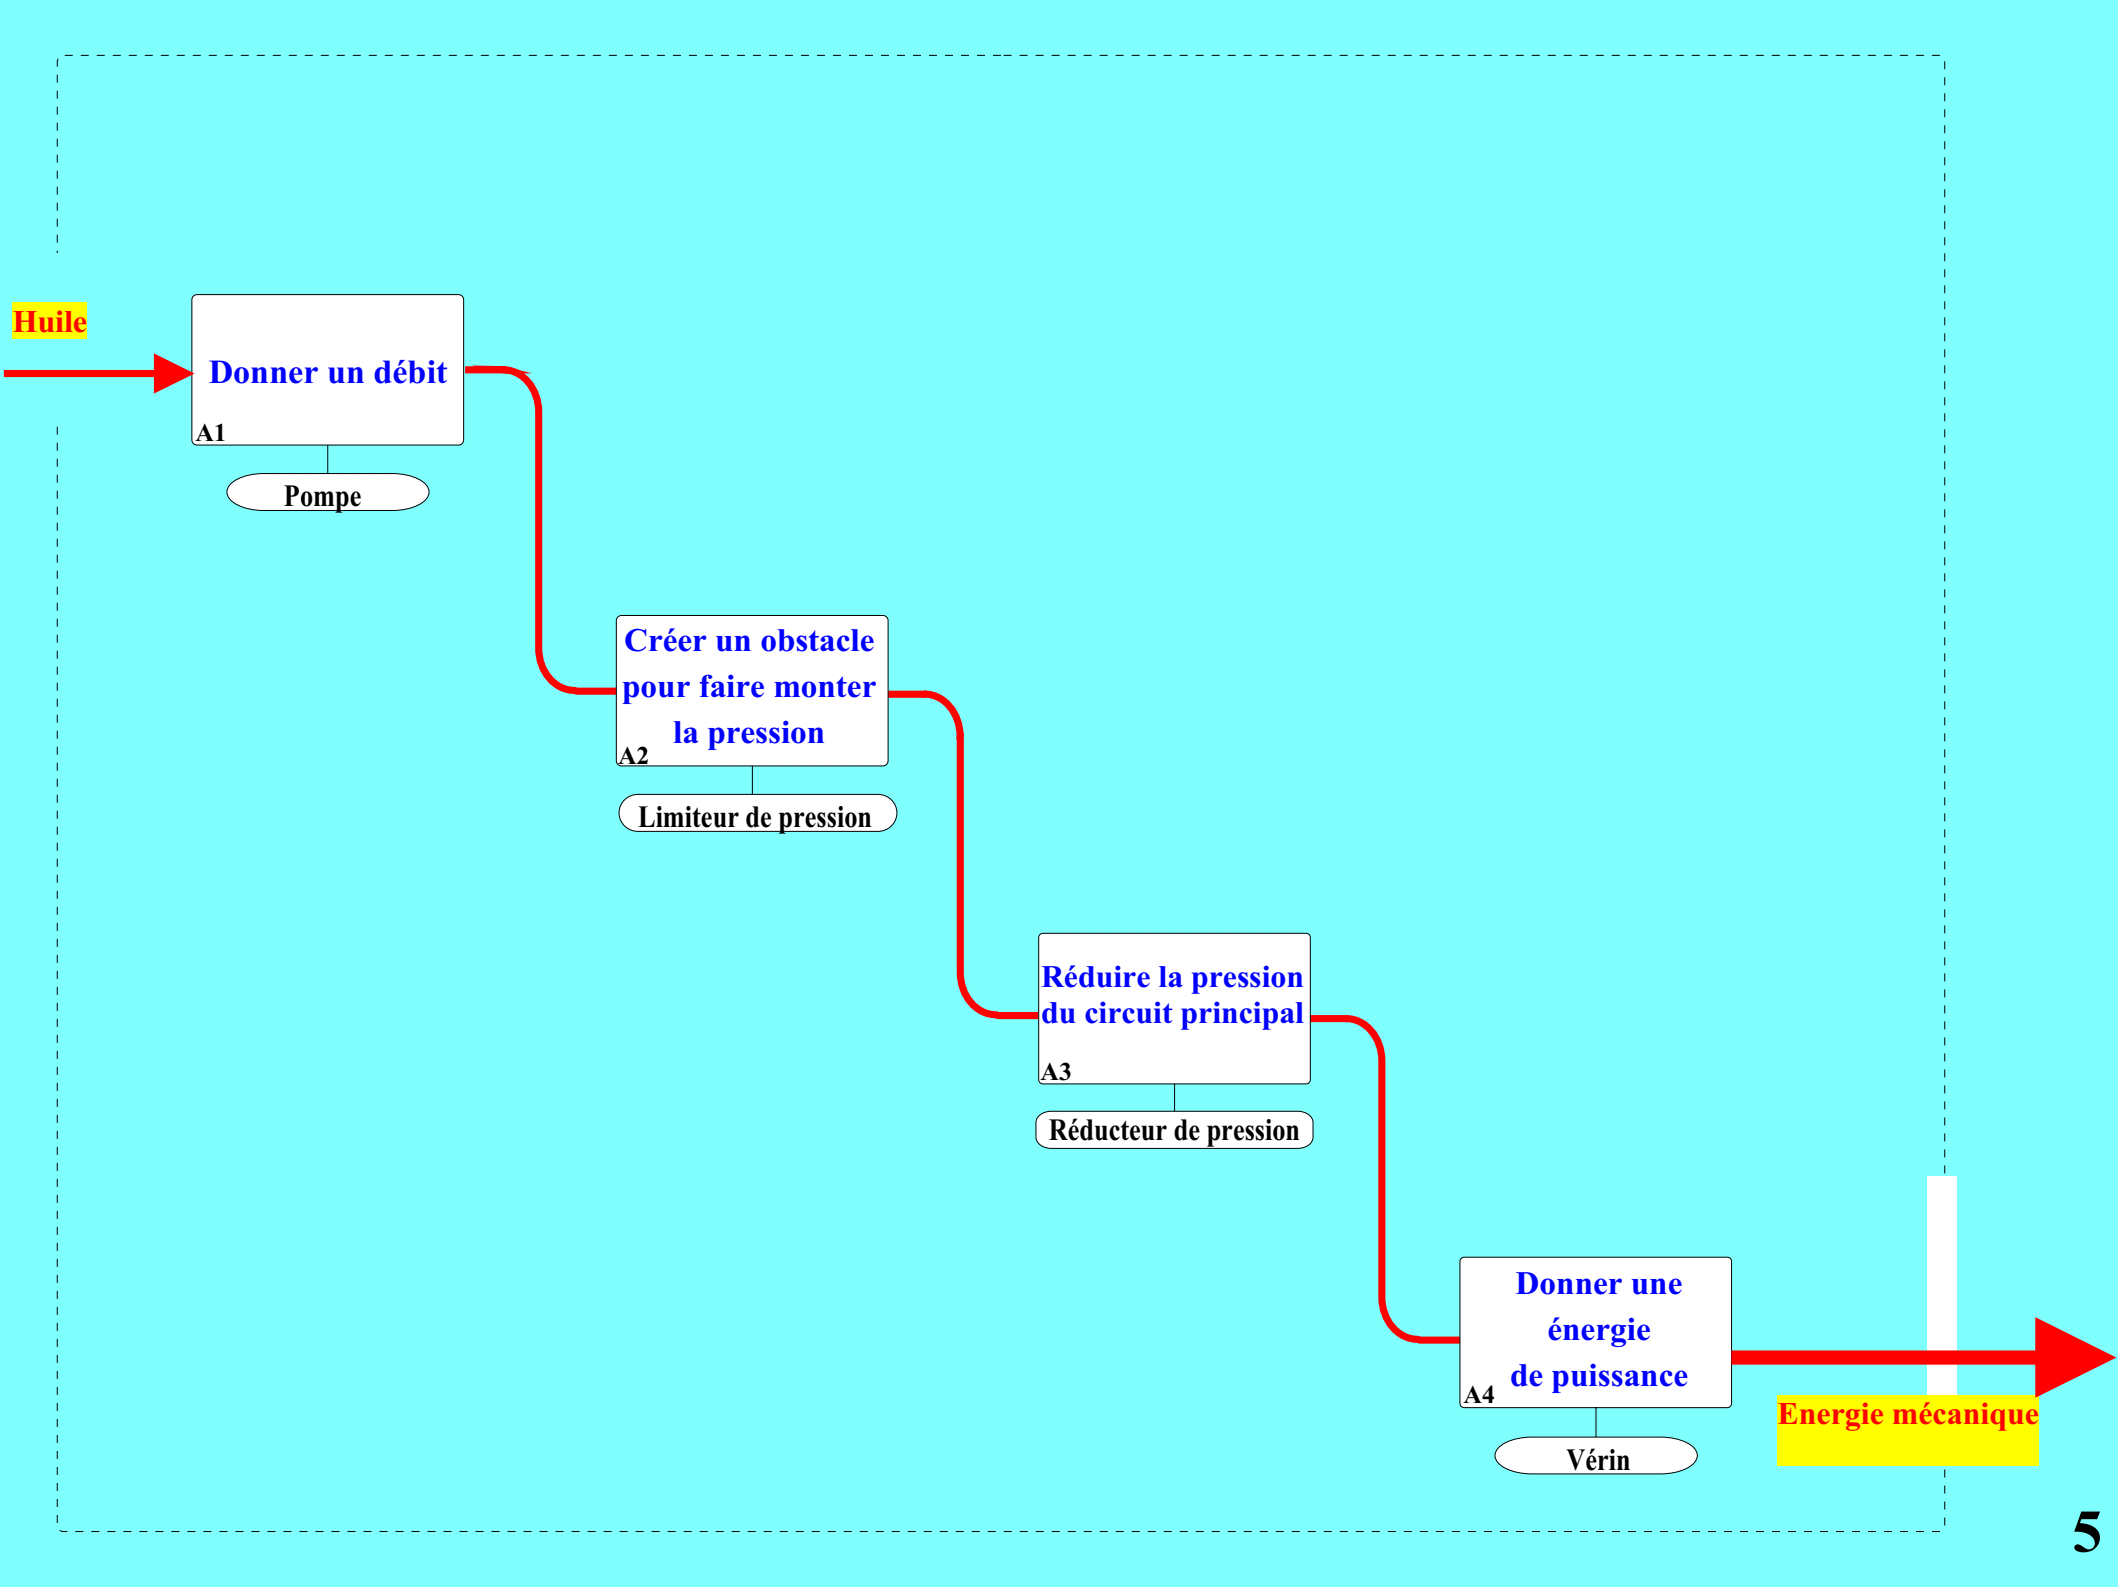 Huile
Donner un débit
A1
Pompe
Créer un obstacle
pour faire monter
la pression
A2
Limiteur de pression
Réduire la pression
du circuit principal
A3
Réducteur de pression
Donner une
énergie
de puissance
A4
Vérin
Energie mécanique
5